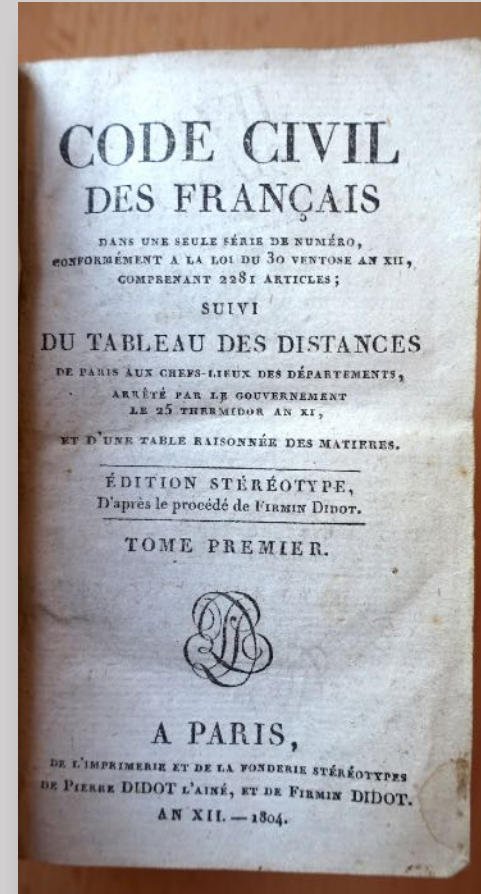 CODE CIVIL
DES FRANÇAIS
DANS UNE SEULE SÉRIE DE NUMÉRO,
CONFORMÉMENT A LA LOI DU 30 VENTOSE AN XII,
COMPRENANT 2281 ARTICLES;
SUIVI
DU TABLEAU DES DISTANCES
DE PARIS AUX CHEFS-LIEUX DES DÉPARTEMENTS,
ARRÊTÉ PAR LE GOUVERNEMENT
LE 25 THERMIDOR AN XI,
ET D'UNE TABLE RAISONNÉE DES MATIERES.
ÉDITION STÉRÉOTYPE,
D'après le procédé de FIRMIN DIDOT.
TOME PREMIER.
A PARIS,
DE L'IMPRIMERIE ET DE LA FONDERIE STÉRÉOTYPES
DE PIERRE DIDOT L'AINÉ, ET DE FIRMIN DIDOT.
AN XII. — 1804.